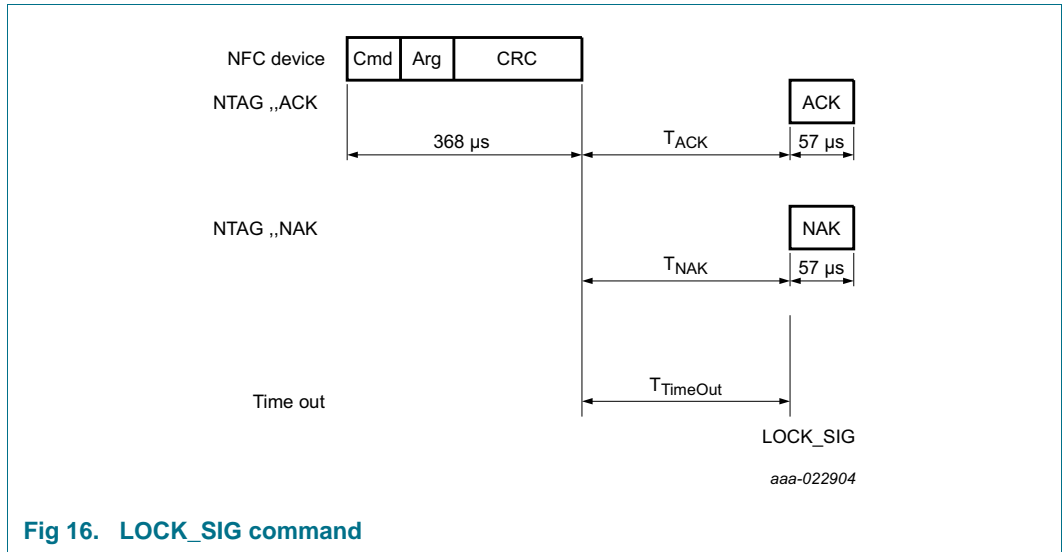 NFC device Cmd Arg CRC
NTAG ,,ACK ACK
368 µs TACK 57 µs
NTAG ,,NAK NAK
TNAK 57 µs
Time out TTimeOut
LOCK_SIG
aaa-022904
Fig 16. LOCK_SIG command